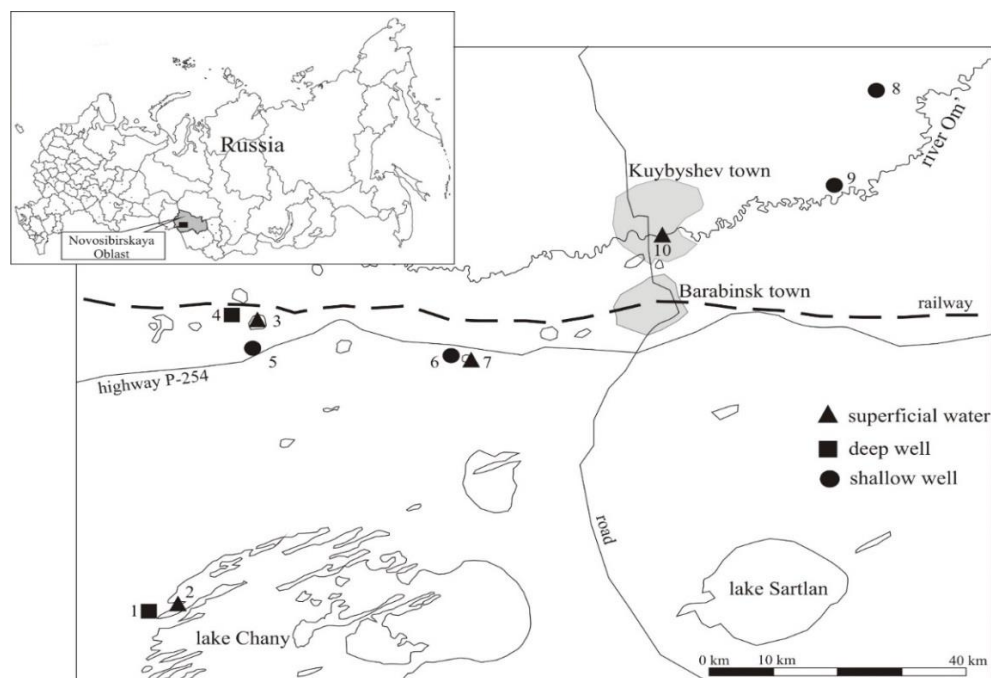 Russia
Novosibirskaya
Oblast
8
river Om'
Kuybyshev town
9
10
Barabinsk town
railway
4
3
5
6
7
highway P-254
superficial water
deep well
shallow well
road
2
1
lake Chany
lake Sartlan
0 km 10 km 40 km